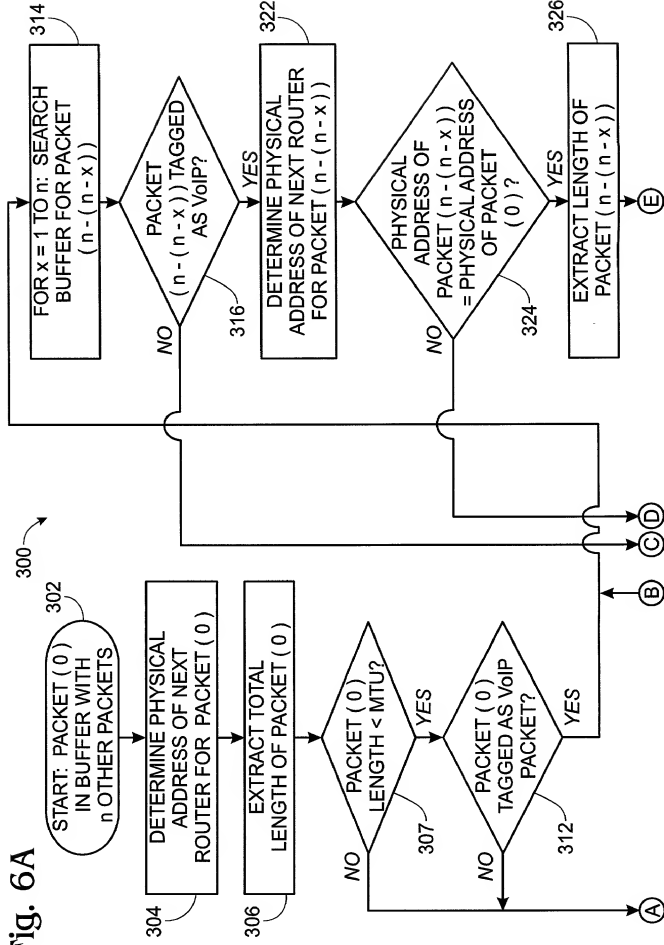 Fig. 6A
300
302
START: PACKET ( 0 )
IN BUFFER WITH
n OTHER PACKETS
DETERMINE PHYSICAL
ADDRESS OF NEXT
ROUTER FOR PACKET ( 0 )
304
EXTRACT TOTAL
LENGTH OF PACKET ( 0 )
306
PACKET ( 0 )
LENGTH < MTU?
307
NO
YES
PACKET ( 0 )
TAGGED AS VoIP
PACKET?
312
NO
YES
A
B
C
D
314
FOR x = 1 TO n: SEARCH
BUFFER FOR PACKET
( n - ( n - x ) )
PACKET
( n - ( n - x ) ) TAGGED
AS VoIP?
316
NO
YES
322
DETERMINE PHYSICAL
ADDRESS OF NEXT ROUTER
FOR PACKET ( n - ( n - x ) )
PHYSICAL
ADDRESS OF
PACKET ( n - ( n - x ) )
= PHYSICAL ADDRESS
OF PACKET
( 0 ) ?
324
NO
YES
326
EXTRACT LENGTH OF
PACKET ( n - ( n - x ) )
E